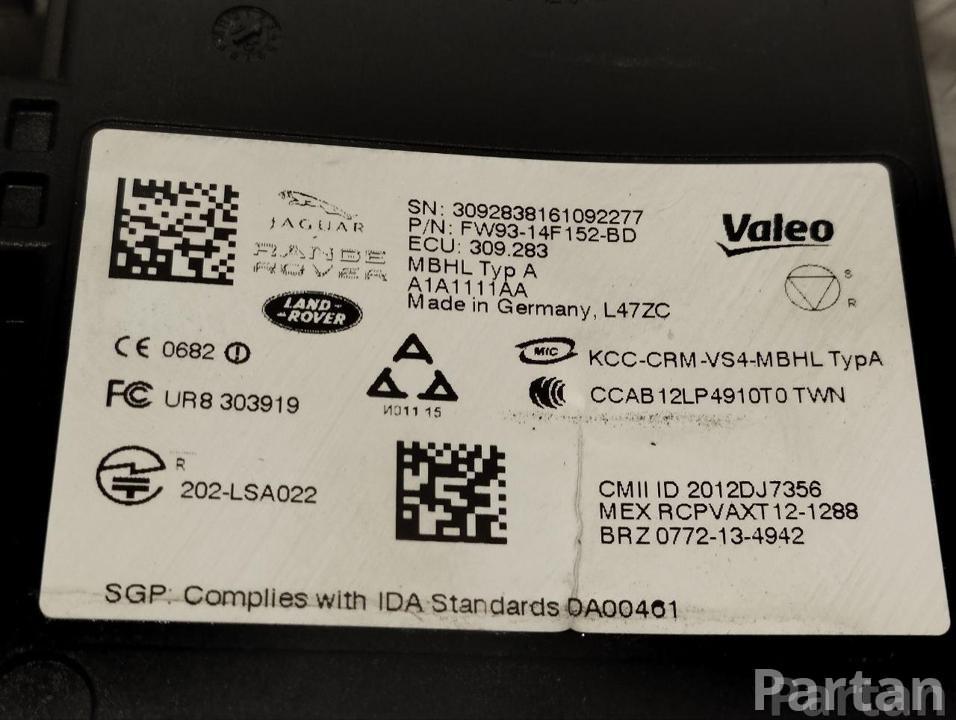 JAGUAR
RANGE
ROVER
LAND-
-ROVER
SN: 3092838161092277
P/N: FW93-14F152-BD
ECU: 309.283
MBHL Typ A
A1A1111AA
Made in Germany, L47ZC
Valeo
S
R
CE 0682
FC UR8 303919
И011 15
MIC KCC-CRM-VS4-MBHL TypA
CCAB12LP4910T0 TWN
R
202-LSA022
CMII ID 2012DJ7356
MEX RCPVAXT12-1288
BRZ 0772-13-4942
SGP: Complies with IDA Standards DA00461
Partan